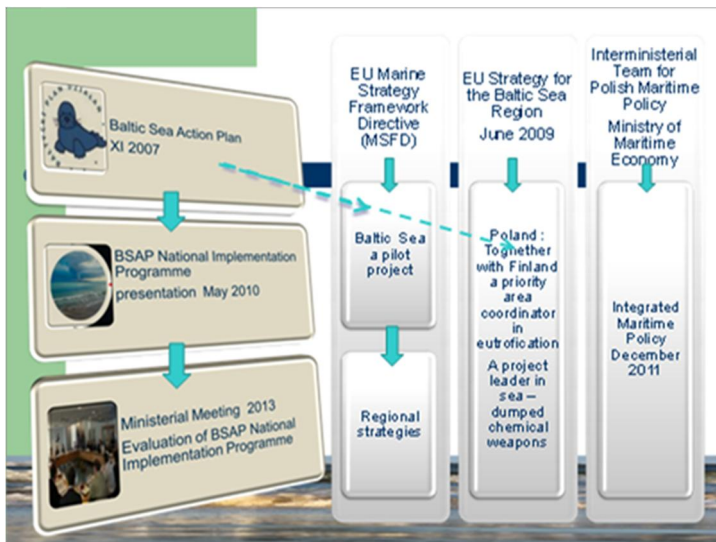 Baltic Sea Action Plan
XI 2007
BSAP National Implementation
Programme
presentation May 2010
Ministerial Meeting 2013
Evaluation of BSAP National
Implementation Programme
EU Marine
Strategy
Framework
Directive
(MSFD)
Baltic Sea
a pilot
project
Regional
strategies
EU Strategy for
the Baltic Sea
Region
June 2009
Poland :
Toghether
with Finland
a priority
area
coordinator
in
eutrofication
A project
leader in
sea –
dumped
chemical
weapons
Interministerial
Team for
Polish Maritime
Policy
Ministry of
Maritime
Economy
Integrated
Maritime
Policy
December
2011